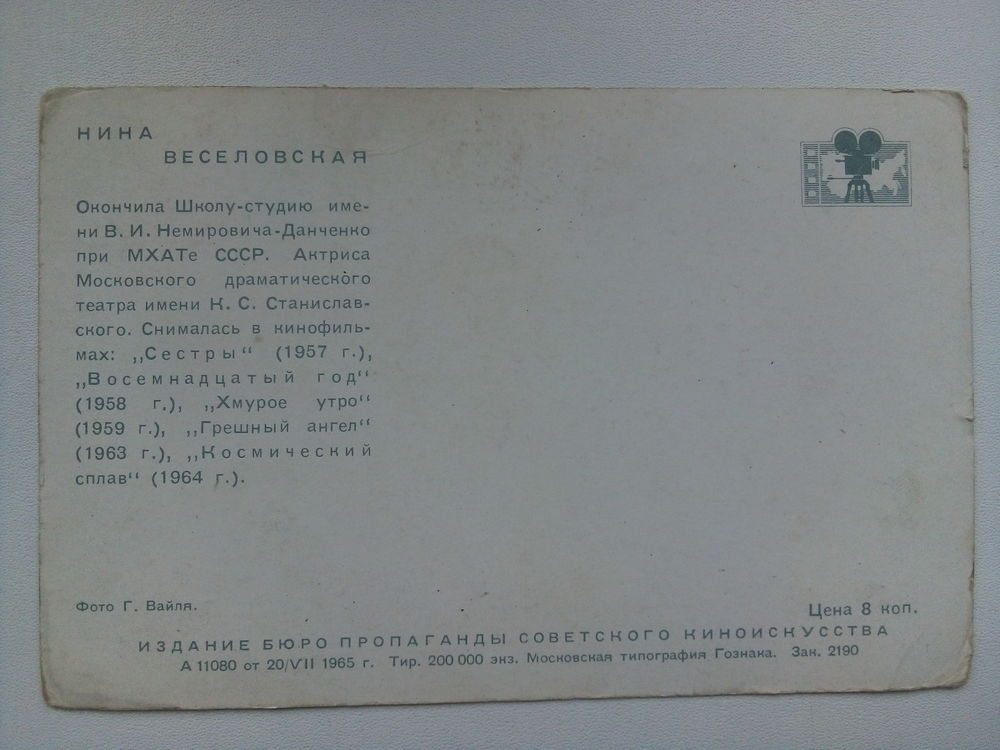 НИНА
ВЕСЕЛОВСКАЯ
Окончила Школу-студию име-
ни В. И. Немировича-Данченко
при МХАТе СССР. Актриса
Московского драматического
театра имени К. С. Станислав-
ского. Снималась в кинофиль-
мах: „Сестры“ (1957 г.),
„Восемнадцатый год“
(1958 г.), „Хмурое утро“
(1959 г.), „Грешный ангел“
(1963 г.), „Космический
сплав“ (1964 г.).
Фото Г. Вайля.
Цена 8 коп.
ИЗДАНИЕ БЮРО ПРОПАГАНДЫ СОВЕТСКОГО КИНОИСКУССТВА
А 11080 от 20/VII 1965 г. Тир. 200 000 экз. Московская типография Гознака. Зак. 2190